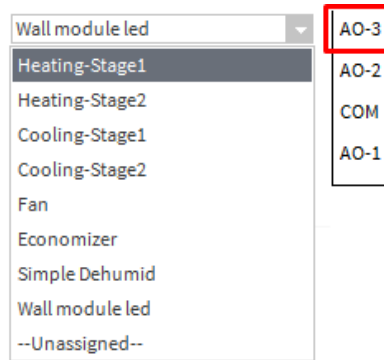 Wall module led
Heating-Stage1
Heating-Stage2
Cooling-Stage1
Cooling-Stage2
Fan
Economizer
Simple Dehumid
Wall module led
--Unassigned--
AO-3
AO-2
COM
AO-1